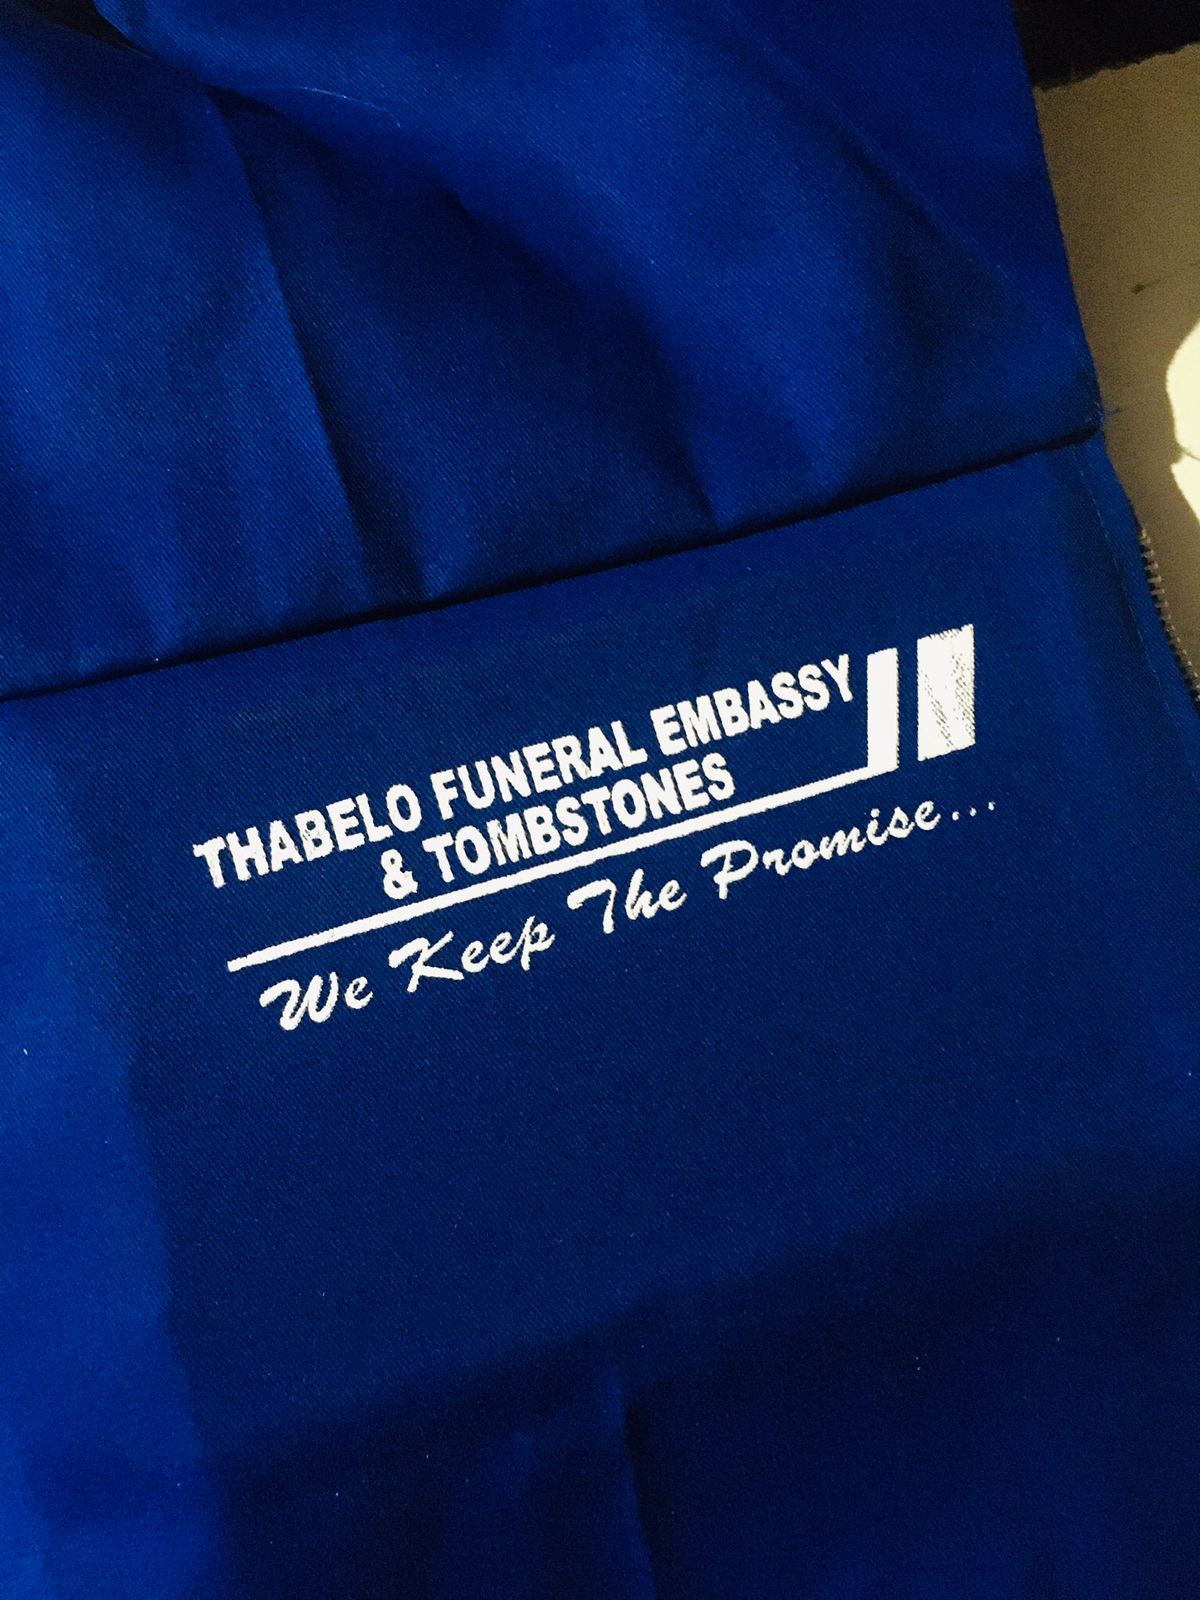 THABELO FUNERAL EMBASSY
& TOMBSTONES
We Keep The Promise...